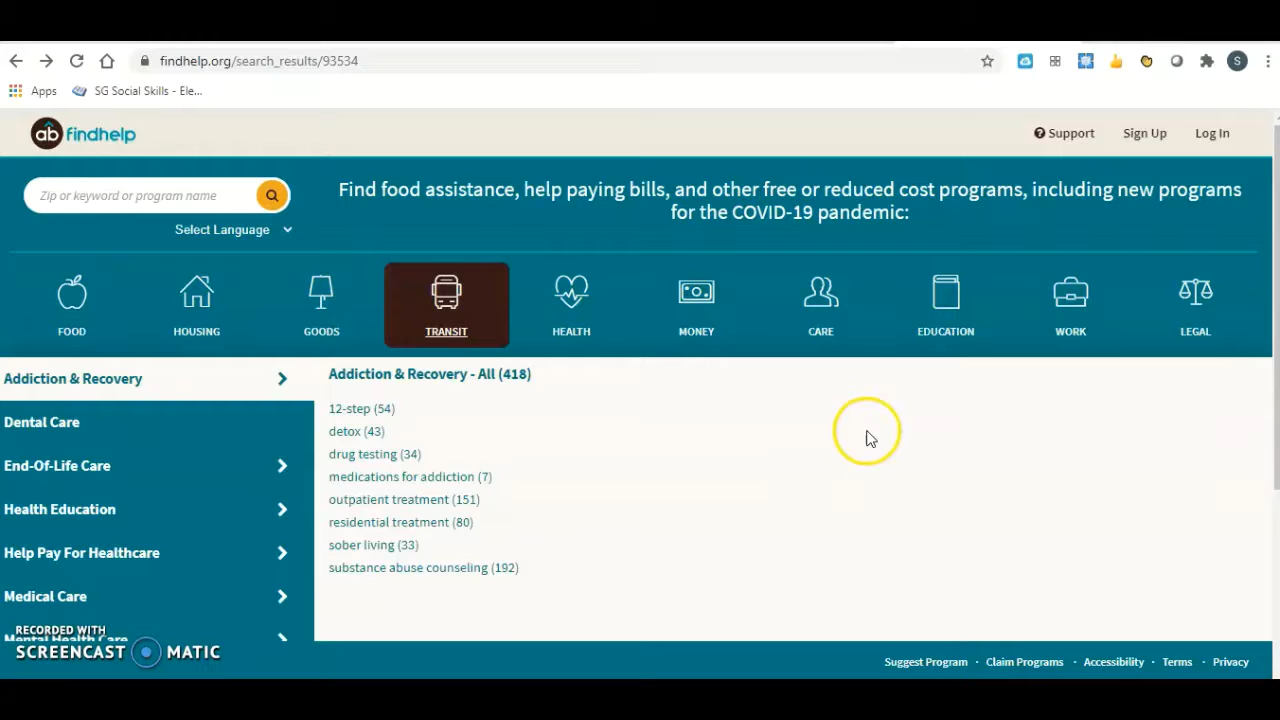 findhelp.org/search_results/93534
S
Apps
SG Social Skills - Ele...
ab findhelp
Support
Sign Up
Log In
Zip or keyword or program name
Select Language
Find food assistance, help paying bills, and other free or reduced cost programs, including new programs
for the COVID-19 pandemic:
FOOD
HOUSING
GOODS
TRANSIT
HEALTH
MONEY
CARE
EDUCATION
WORK
LEGAL
Addiction & Recovery
Dental Care
End-Of-Life Care
Health Education
Help Pay For Healthcare
Medical Care
Mental Health Care
Addiction & Recovery - All (418)
12-step (54)
detox (43)
drug testing (34)
medications for addiction (7)
outpatient treatment (151)
residential treatment (80)
sober living (33)
substance abuse counseling (192)
RECORDED WITH
SCREENCAST MATIC
Suggest Program · Claim Programs · Accessibility · Terms · Privacy